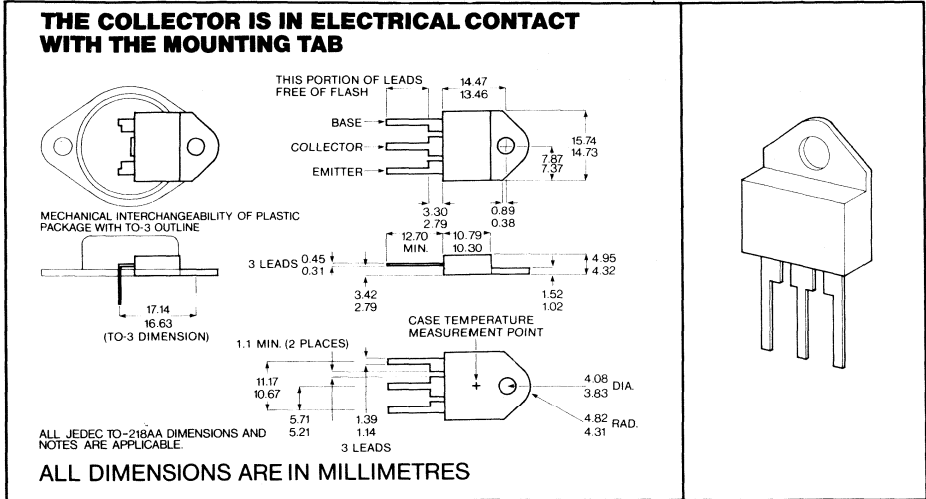 THE COLLECTOR IS IN ELECTRICAL CONTACT
WITH THE MOUNTING TAB
THIS PORTION OF LEADS
FREE OF FLASH
14.47
13.46
BASE
COLLECTOR
EMITTER
15.74
14.73
7.87
7.37
3.30
2.79
0.89
0.38
MECHANICAL INTERCHANGEABILITY OF PLASTIC
PACKAGE WITH TO-3 OUTLINE
12.70
MIN.
10.79
10.30
3 LEADS
0.45
0.31
4.95
4.32
3.42
2.79
1.52
1.02
17.14
16.63
(TO-3 DIMENSION)
CASE TEMPERATURE
MEASUREMENT POINT
1.1 MIN. (2 PLACES)
11.17
10.67
4.08
3.83
DIA.
5.71
5.21
1.39
1.14
3 LEADS
4.82
4.31
RAD.
ALL JEDEC TO-218AA DIMENSIONS AND
NOTES ARE APPLICABLE.
ALL DIMENSIONS ARE IN MILLIMETRES